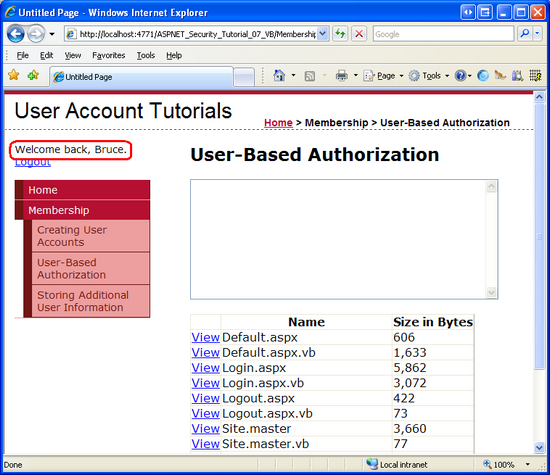 Untitled Page - Windows Internet Explorer
http://localhost:4771/ASPNET_Security_Tutorial_07_VB/Membership
Google
File Edit View Favorites Tools Help
Untitled Page
Page Tools
User Account Tutorials
Home > Membership > User-Based Authorization
Welcome back, Bruce.
Logout
User-Based Authorization
Home
Membership
Creating User
Accounts
User-Based
Authorization
Storing Additional
User Information
Name Size in Bytes
View Default.aspx 606
View Default.aspx.vb 1,633
View Login.aspx 5,862
View Login.aspx.vb 3,072
View Logout.aspx 422
View Logout.aspx.vb 73
View Site.master 3,660
View Site.master.vb 77
Done Local intranet 100%